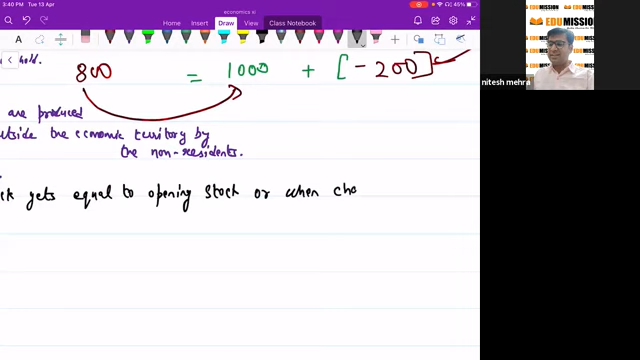 3:40 PM Tue 13 Apr
economics xi
45%
Home Insert Draw View Class Notebook
hold.
800 = 1000 + [- 200]
are produced
outside the economic territory by
the non-residents.
ck gets equal to opening stock or when cha
EDUMISSION
nitesh mehra